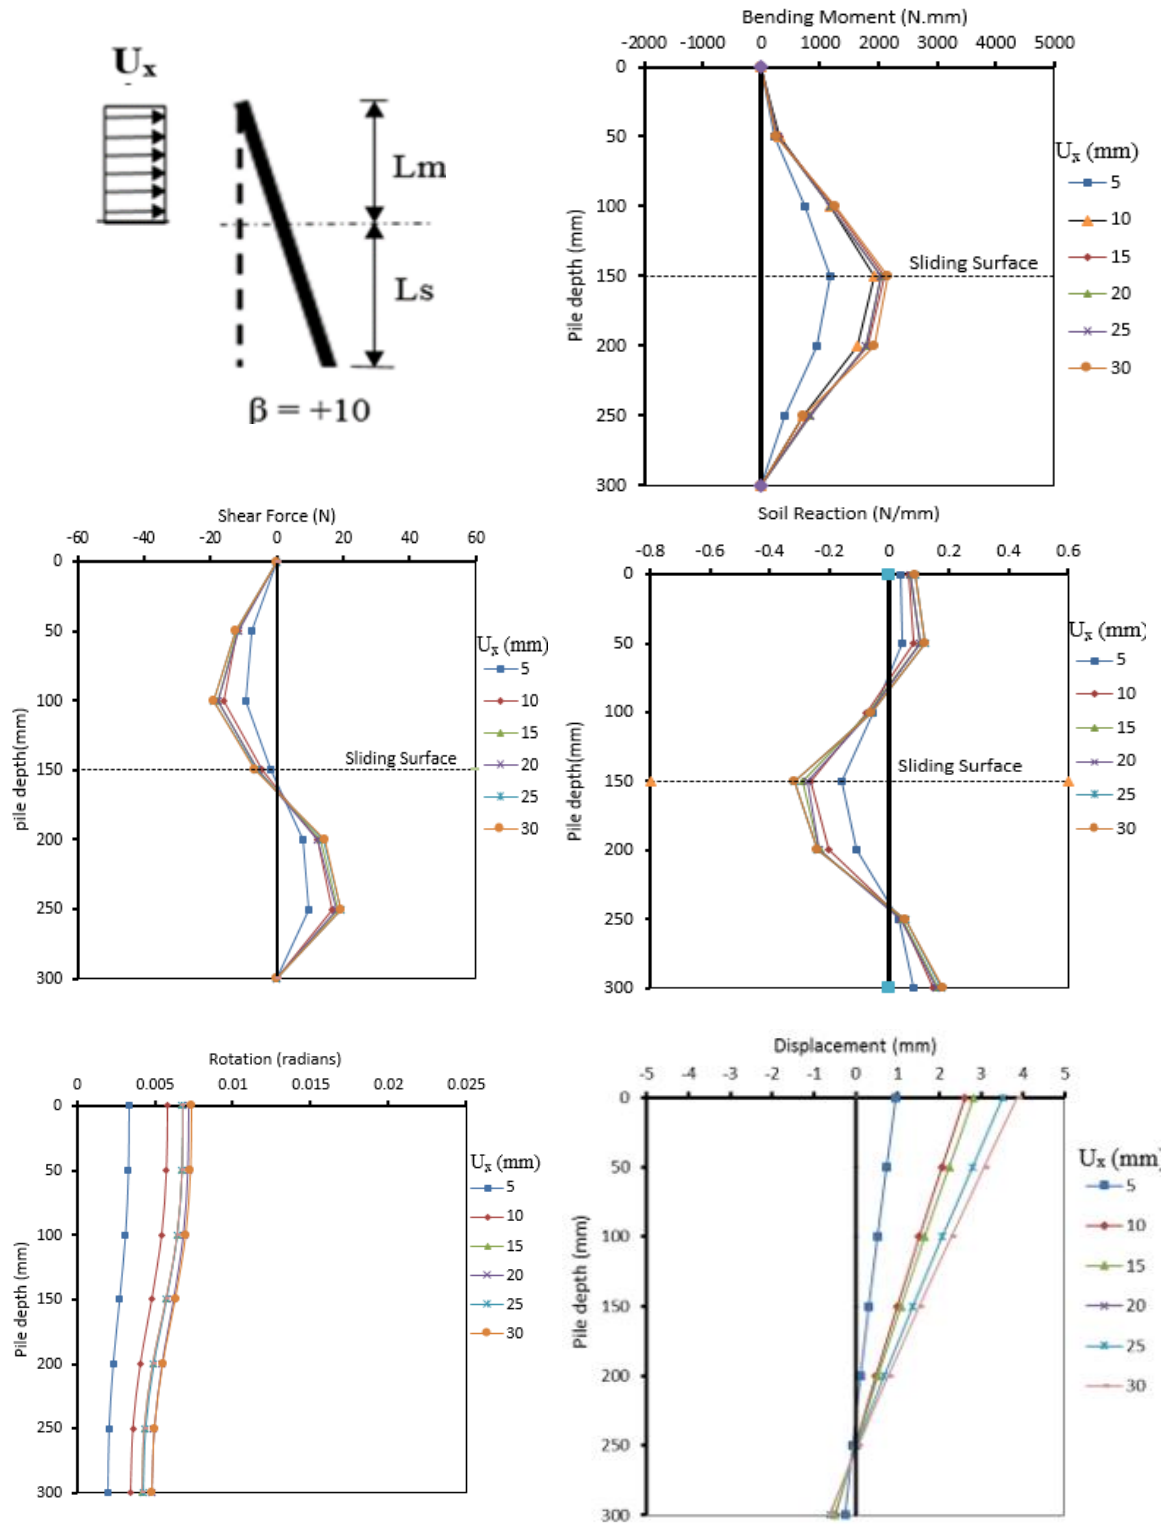 U_x
Lm
Ls
β = +10
Bending Moment (N.mm)
-2000 -1000 0 1000 2000 3000 4000 5000
0
50
100
150
200
250
300
Pile depth (mm)
Sliding Surface
U_x (mm)
5
10
15
20
25
30
Shear Force (N)
-60 -40 -20 0 20 40 60
0
50
100
150
200
250
300
pile depth(mm)
Sliding Surface
U_x (mm)
5
10
15
20
25
30
Soil Reaction (N/mm)
-0.8 -0.6 -0.4 -0.2 0 0.2 0.4 0.6
0
50
100
150
200
250
300
Pile depth(mm)
Sliding Surface
U_x (mm)
5
10
15
20
25
30
Rotation (radians)
0 0.005 0.01 0.015 0.02 0.025
0
50
100
150
200
250
300
Pile depth (mm)
U_x (mm)
5
10
15
20
25
30
Displacement (mm)
-5 -4 -3 -2 -1 0 1 2 3 4 5
0
50
100
150
200
250
300
Pile depth (mm)
U_x (mm)
5
10
15
20
25
30